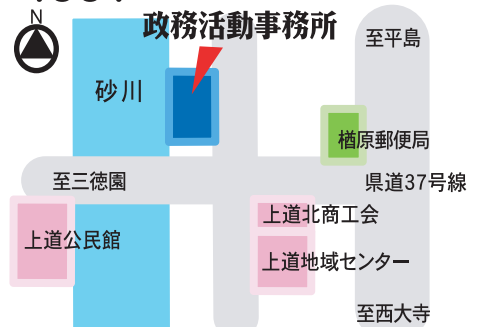 N
政務活動事務所
至平島
砂川
楢原郵便局
至三徳園
県道37号線
上道北商工会
上道公民館
上道地域センター
至西大寺